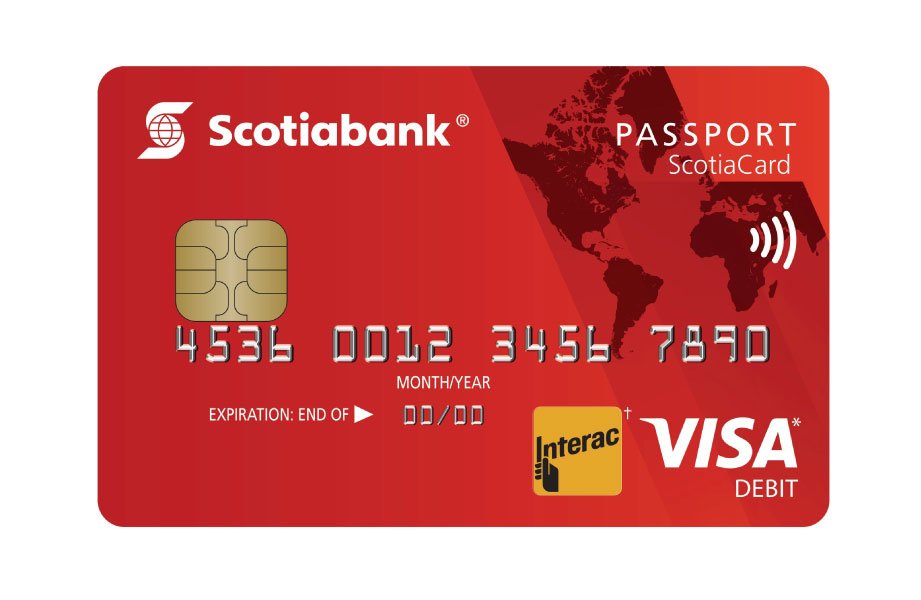 Scotiabank®
PASSPORT
ScotiaCard
4536 0012 3456 7890
MONTH/YEAR
EXPIRATION: END OF ▶ 00/00
Interac †
VISA*
DEBIT